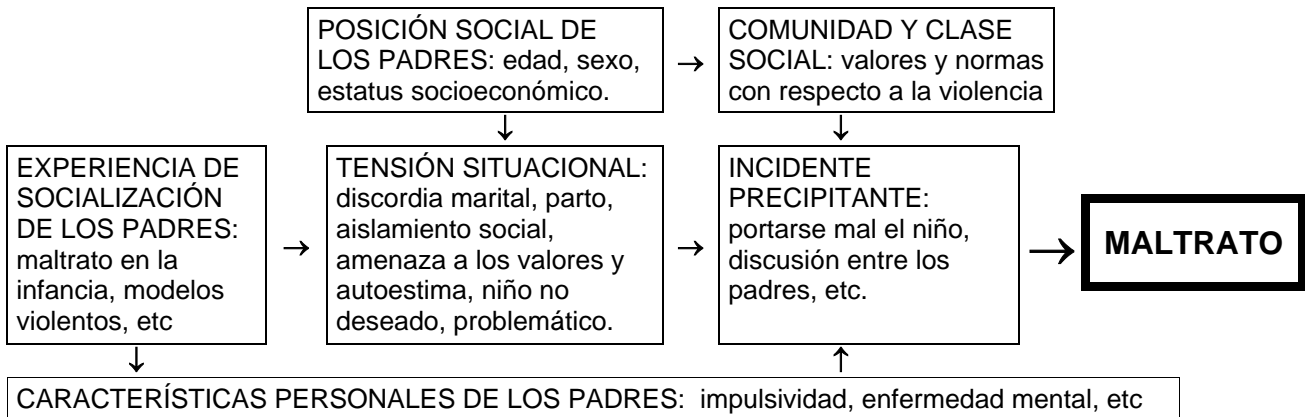 POSICIÓN SOCIAL DE
LOS PADRES: edad, sexo,
estatus socioeconómico.
→
COMUNIDAD Y CLASE
SOCIAL: valores y normas
con respecto a la violencia
↓
↓
EXPERIENCIA DE
SOCIALIZACIÓN
DE LOS PADRES:
maltrato en la
infancia, modelos
violentos, etc
→
TENSIÓN SITUACIONAL:
discordia marital, parto,
aislamiento social,
amenaza a los valores y
autoestima, niño no
deseado, problemático.
→
INCIDENTE
PRECIPITANTE:
portarse mal el niño,
discusión entre los
padres, etc.
→
MALTRATO
↓
↑
CARACTERÍSTICAS PERSONALES DE LOS PADRES: impulsividad, enfermedad mental, etc